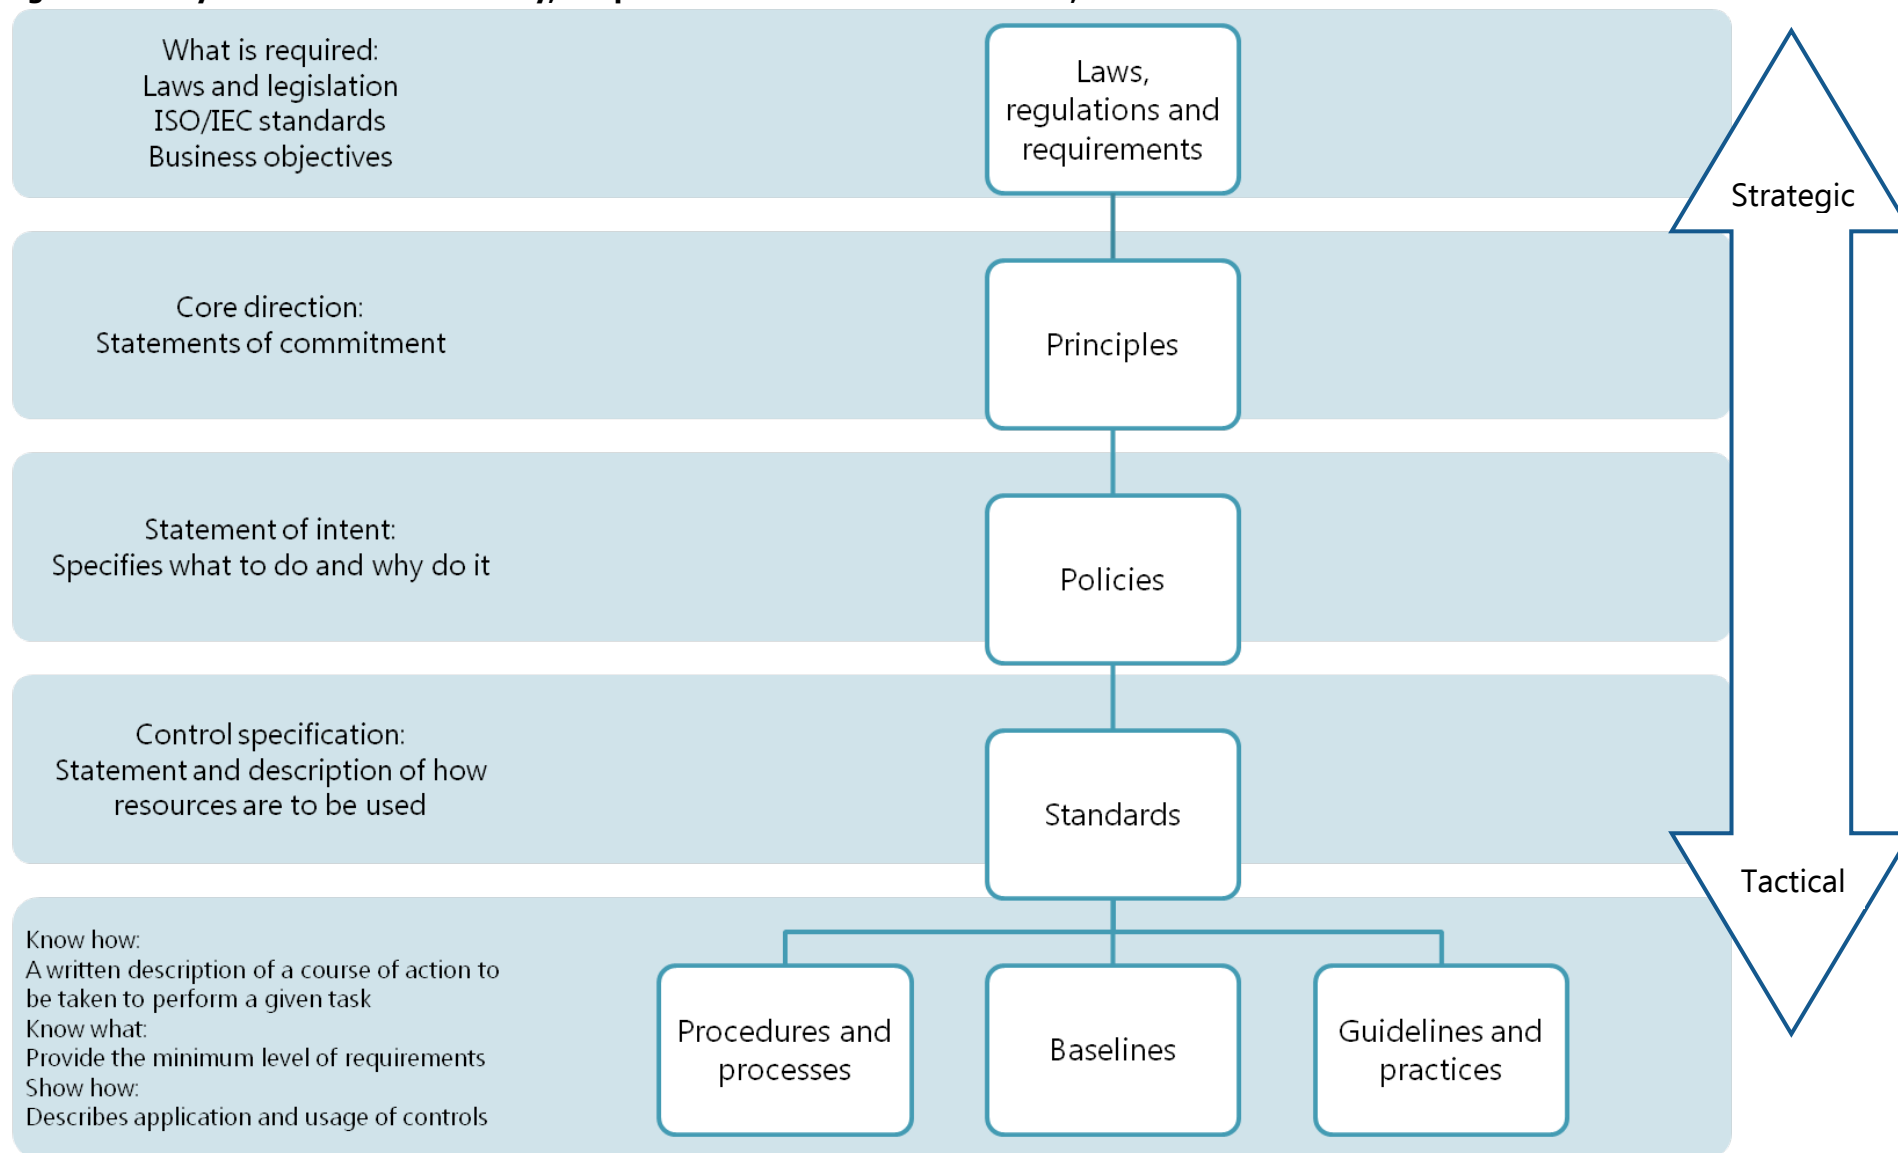 What is required:
Laws and legislation
ISO/IEC standards
Business objectives
Laws,
regulations and
requirements
Strategic
Core direction:
Statements of commitment
Principles
Statement of intent:
Specifies what to do and why do it
Policies
Control specification:
Statement and description of how
resources are to be used
Standards
Tactical
Know how:
A written description of a course of action to
be taken to perform a given task
Know what:
Provide the minimum level of requirements
Show how:
Describes application and usage of controls
Procedures and
processes
Baselines
Guidelines and
practices